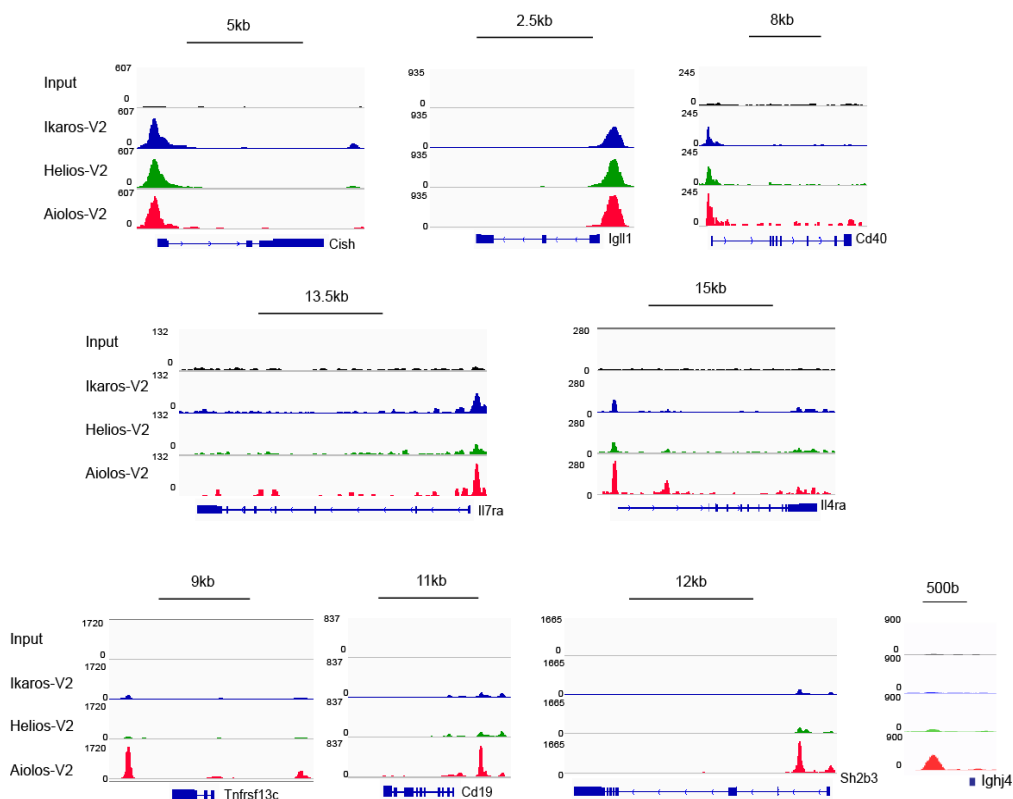 5kb 2.5kb 8kb
Input 607 0 935 0 245 0
Ikaros-V2 607 0 935 0 245 0
Helios-V2 607 0 935 0 245 0
Aiolos-V2 607 0 935 0 245 0
Cish Igll1 Cd40
13.5kb 15kb
Input 132 0 280 0
Ikaros-V2 132 0 280 0
Helios-V2 132 0 280 0
Aiolos-V2 132 0 280 0
Il7ra Il4ra
9kb 11kb 12kb 500b
Input 1720 0 837 0 1665 0 900 0
Ikaros-V2 1720 0 837 0 1665 0 900 0
Helios-V2 1720 0 837 0 1665 0 900 0
Aiolos-V2 1720 0 837 0 1665 0 900 0
Tnfrsf13c Cd19 Sh2b3 Ighj4